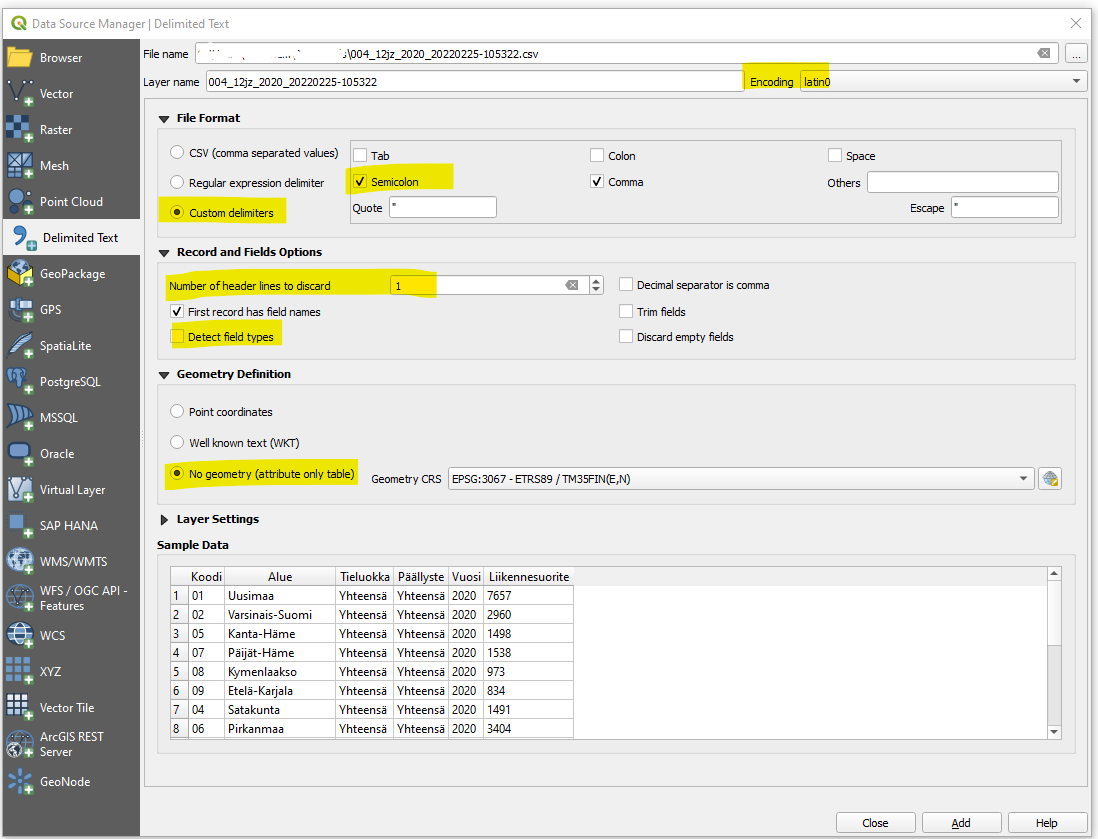 Data Source Manager | Delimited Text
Browser
Vector
Raster
Mesh
Point Cloud
Delimited Text
GeoPackage
GPS
SpatiaLite
PostgreSQL
MSSQL
Oracle
Virtual Layer
SAP HANA
WMS/WMTS
WFS / OGC API -
Features
WCS
XYZ
Vector Tile
ArcGIS REST
Server
GeoNode
File name \004_12jz_2020_20220225-105322.csv ...
Layer name 004_12jz_2020_20220225-105322 Encoding latin0
File Format
CSV (comma separated values) Tab Colon Space
Regular expression delimiter Semicolon Comma Others
Custom delimiters Quote " Escape "
Record and Fields Options
Number of header lines to discard 1 Decimal separator is comma
First record has field names Trim fields
Detect field types Discard empty fields
Geometry Definition
Point coordinates
Well known text (WKT)
No geometry (attribute only table) Geometry CRS EPSG:3067 - ETRS89 / TM35FIN(E,N)
Layer Settings
Sample Data
Koodi Alue Tieluokka Päällyste Vuosi Liikennesuorite
1 01 Uusimaa Yhteensä Yhteensä 2020 7657
2 02 Varsinais-Suomi Yhteensä Yhteensä 2020 2960
3 05 Kanta-Häme Yhteensä Yhteensä 2020 1498
4 07 Päijät-Häme Yhteensä Yhteensä 2020 1538
5 08 Kymenlaakso Yhteensä Yhteensä 2020 973
6 09 Etelä-Karjala Yhteensä Yhteensä 2020 834
7 04 Satakunta Yhteensä Yhteensä 2020 1491
8 06 Pirkanmaa Yhteensä Yhteensä 2020 3404
Close Add Help